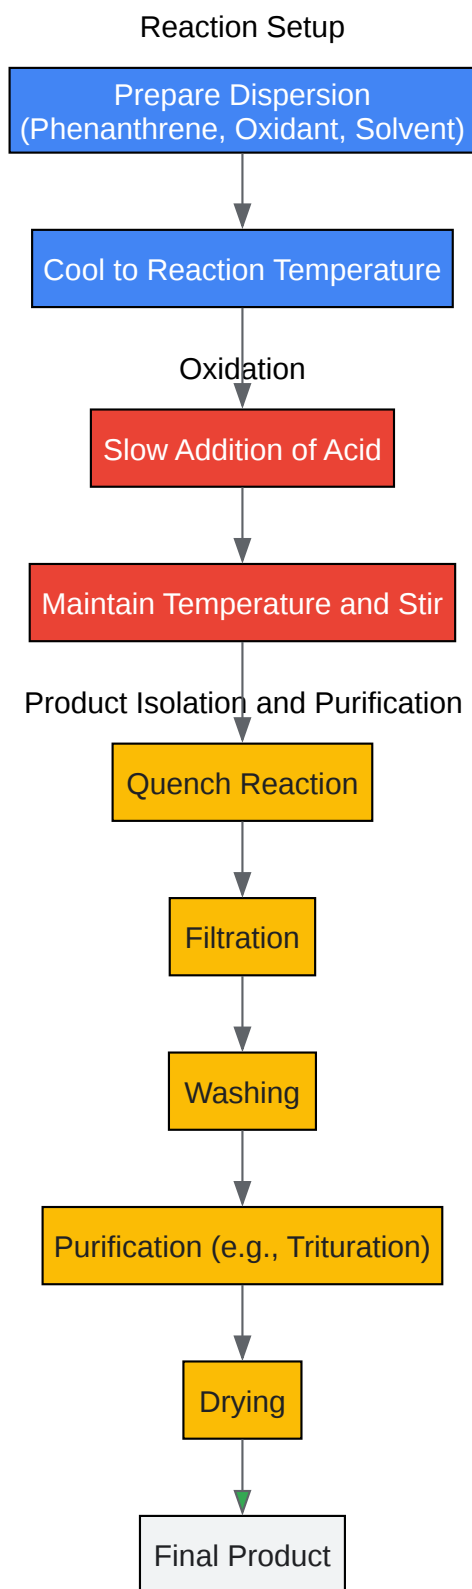 Reaction Setup
Prepare Dispersion
(Phenanthrene, Oxidant, Solvent)
Cool to Reaction Temperature
Oxidation
Slow Addition of Acid
Maintain Temperature and Stir
Product Isolation and Purification
Quench Reaction
Filtration
Washing
Purification (e.g., Trituration)
Drying
Final Product